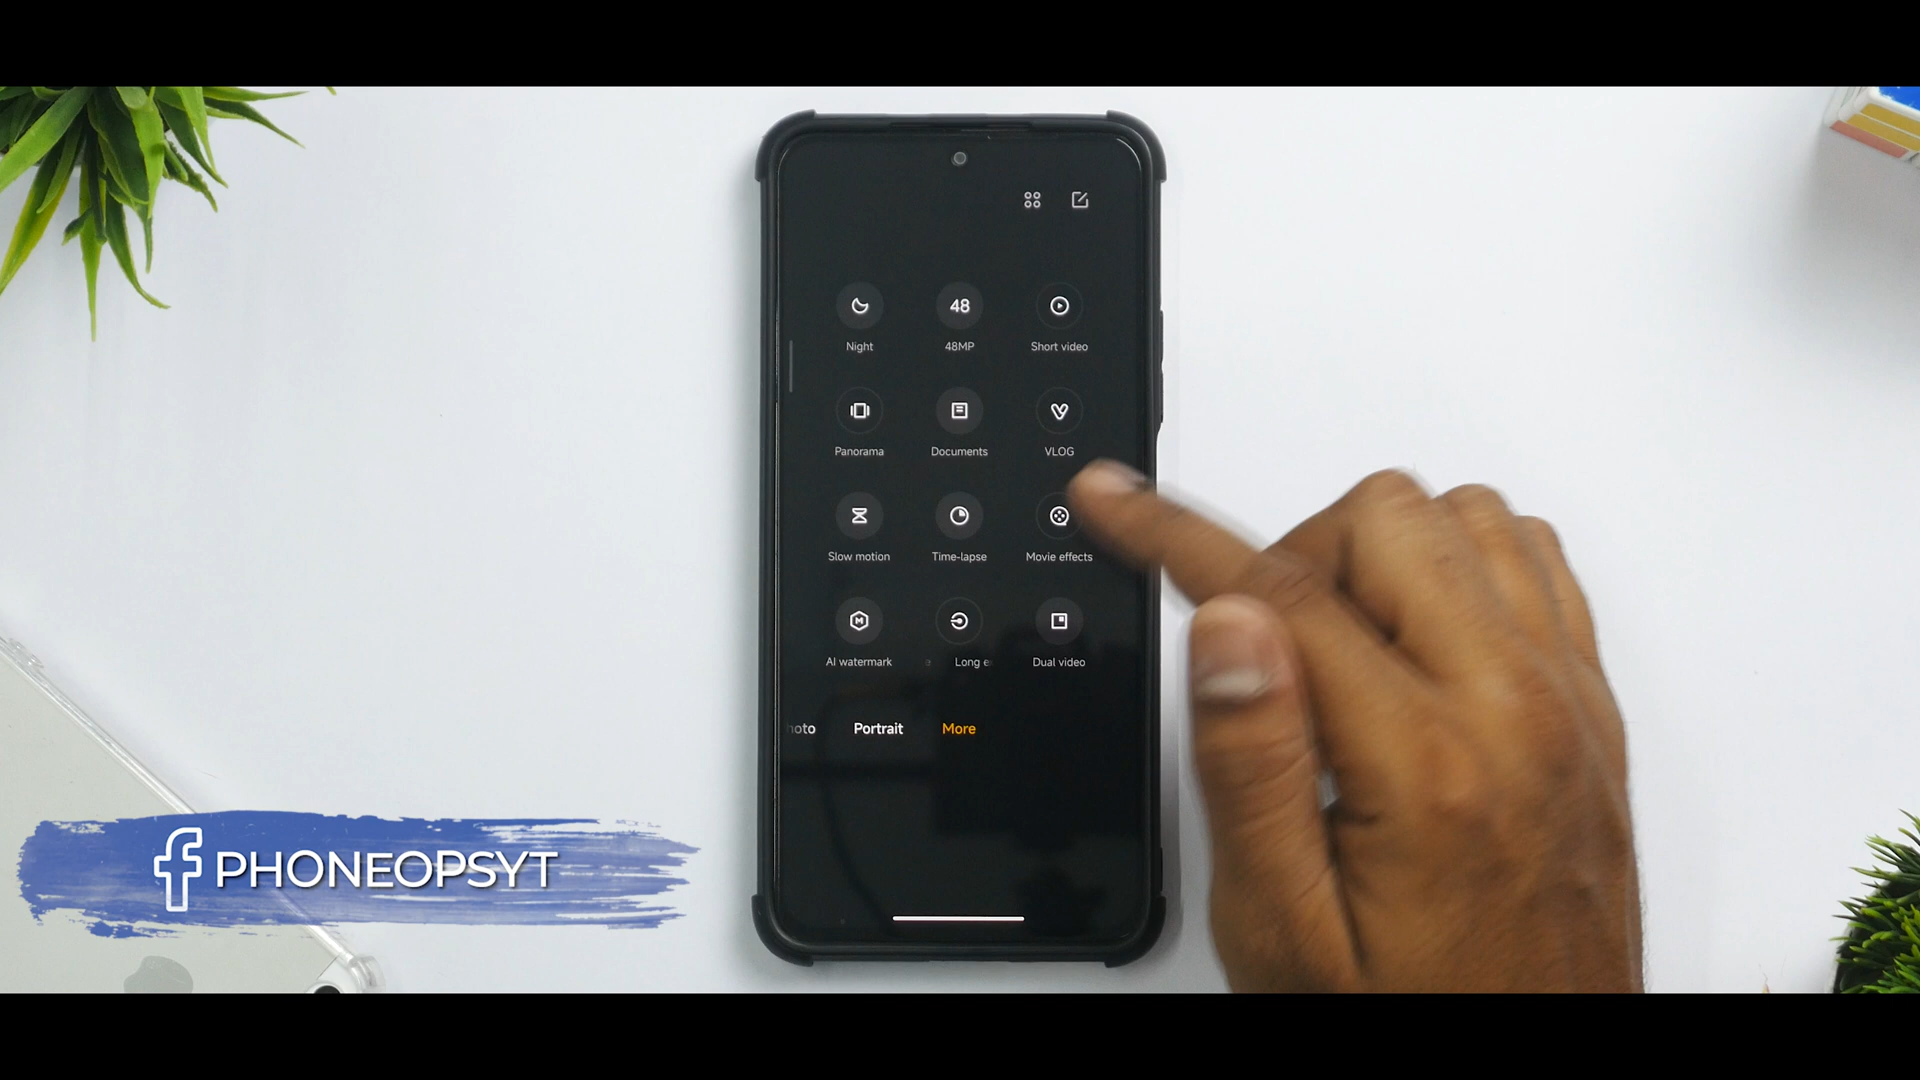 48
Night 48MP Short video
Panorama Documents VLOG
Slow motion Time-lapse Movie effects
AI watermark Long e Dual video
hoto Portrait More
PHONEOPSYT